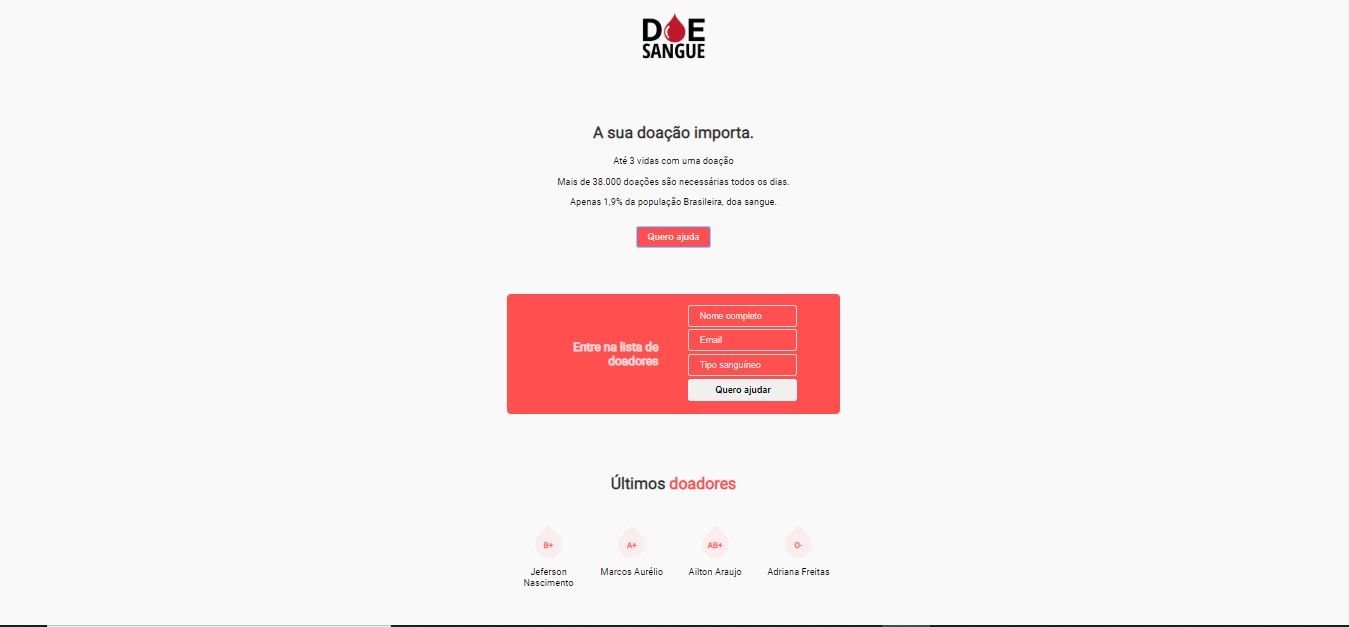 DOE
SANGUE
A sua doação importa.
Até 3 vidas com uma doação
Mais de 38.000 doações são necessárias todos os dias.
Apenas 1,9% da população Brasileira, doa sangue.
Quero ajuda
Entre na lista de
doadores
Nome completo
Email
Tipo sanguíneo
Quero ajudar
Últimos doadores
B+
A+
AB+
O-
Jeferson
Nascimento
Marcos Aurélio
Ailton Araujo
Adriana Freitas